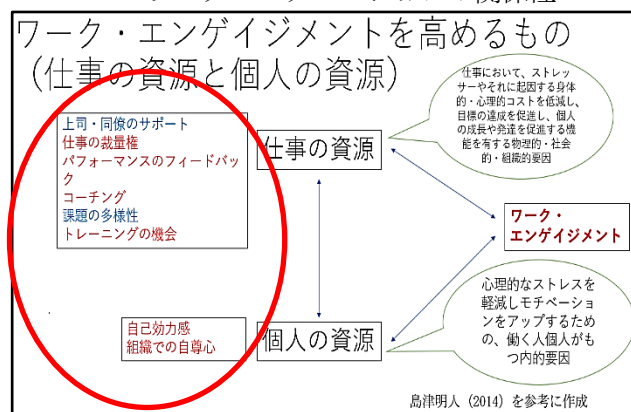 ワーク・エンゲイジメントを高めるもの
（仕事の資源と個人の資源）
上司・同僚のサポート
仕事の裁量権
パフォーマンスのフィードバッ
ク
コーチング
課題の多様性
トレーニングの機会
仕事の資源
仕事において、ストレッ
サーやそれに起因する身体
的・心理的コストを低減し、
目標の達成を促進し、個人
の成長や発達を促進する機
能を有する物理的・社会
的・組織的要因
ワーク・
エンゲイジメント
自己効力感
組織での自尊心
個人の資源
心理的なストレスを
軽減しモチベーショ
ンをアップするため
の、働く人個人がも
つ内的要因
島津明人（2014）を参考に作成